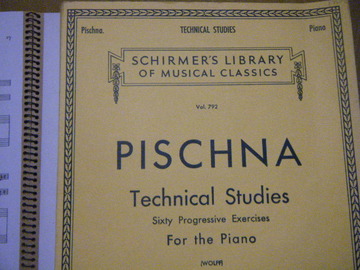 Pischna. TECHNICAL STUDIES Piano
SCHIRMER'S LIBRARY
OF MUSICAL CLASSICS
Vol. 792
PISCHNA
Technical Studies
Sixty Progressive Exercises
For the Piano
(WOLFF)